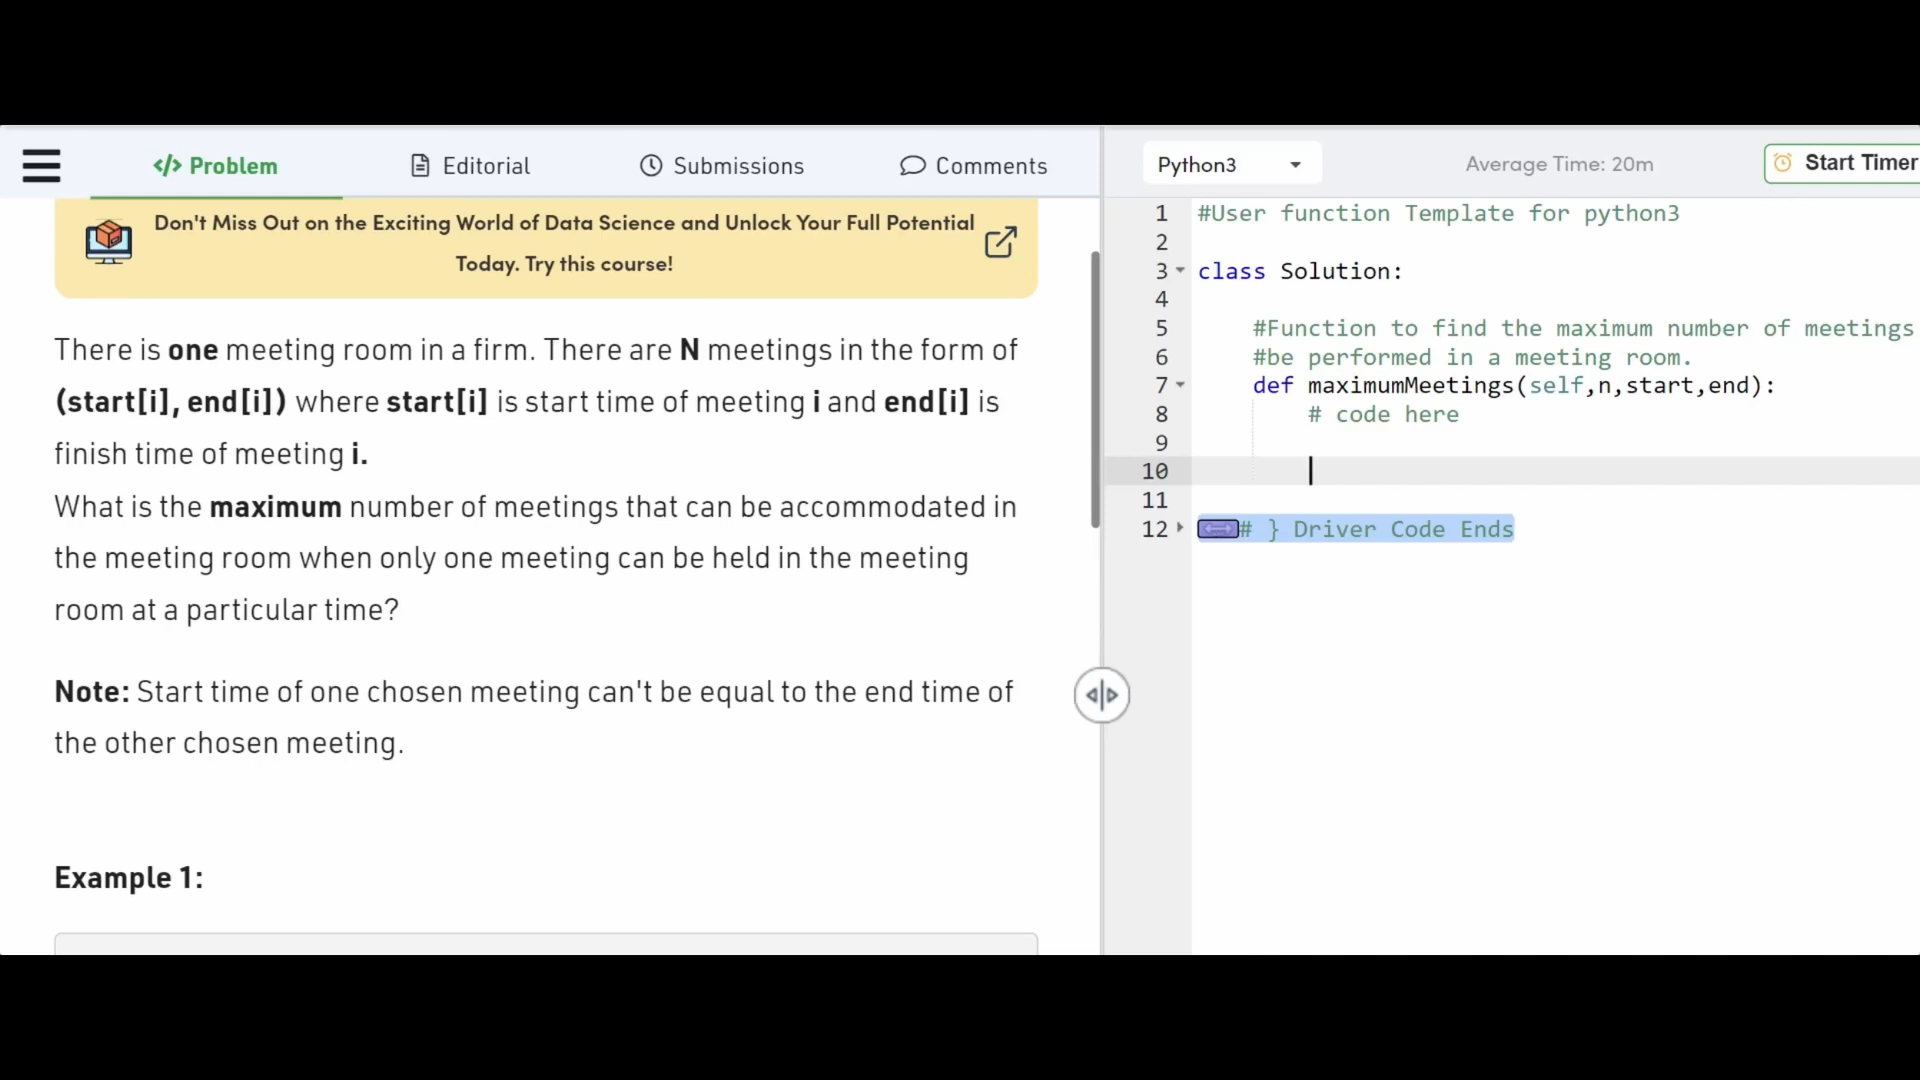 Problem
Editorial
Submissions
Comments
Don't Miss Out on the Exciting World of Data Science and Unlock Your Full Potential
Today. Try this course!
There is one meeting room in a firm. There are N meetings in the form of
(start[i], end[i]) where start[i] is start time of meeting i and end[i] is
finish time of meeting i.
What is the maximum number of meetings that can be accommodated in
the meeting room when only one meeting can be held in the meeting
room at a particular time?
Note: Start time of one chosen meeting can't be equal to the end time of
the other chosen meeting.
Example 1:
Python3
Average Time: 20m
Start Timer
1 #User function Template for python3
2
3 class Solution:
4
5 #Function to find the maximum number of meetings
6 #be performed in a meeting room.
7 def maximumMeetings(self,n,start,end):
8 # code here
9
10
11
12 # } Driver Code Ends